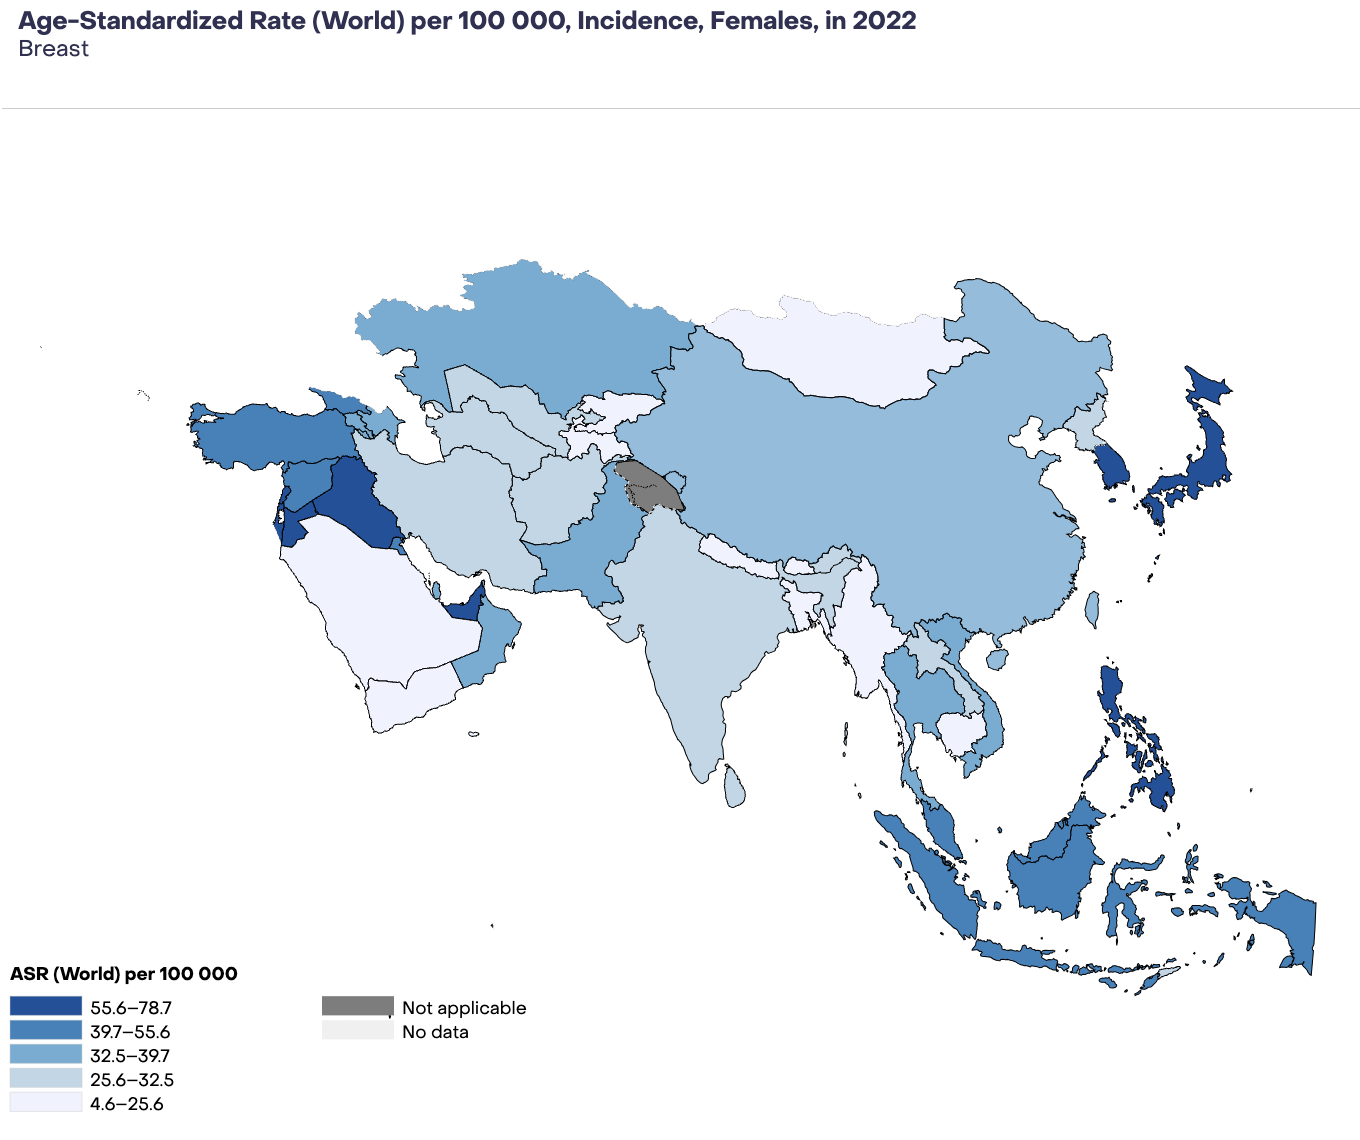 Age–Standardized Rate (World) per 100 000, Incidence, Females, in 2022
Breast
ASR (World) per 100 000
55.6–78.7
39.7–55.6
32.5–39.7
25.6–32.5
4.6–25.6
Not applicable
No data